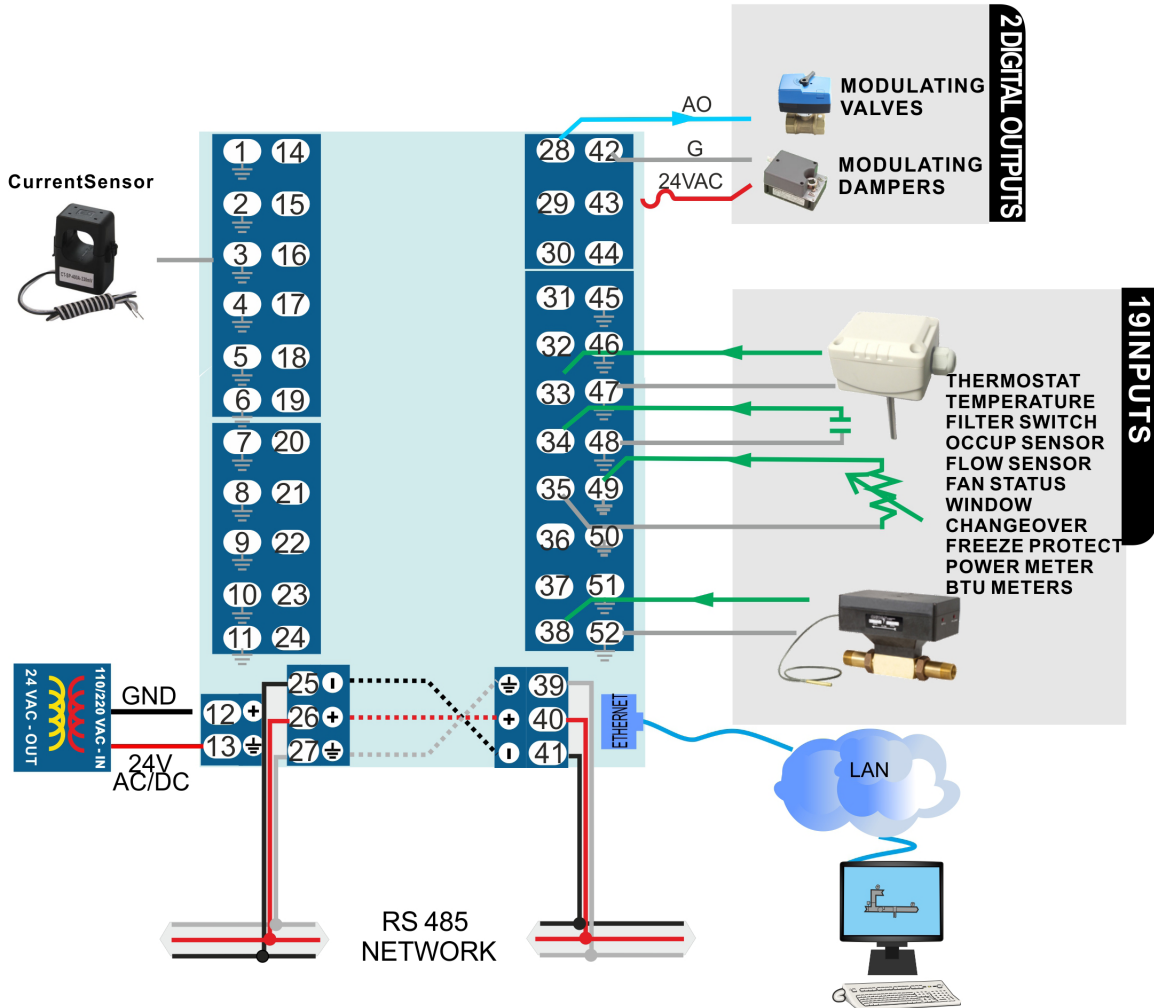 2 DIGITAL OUTPUTS
MODULATING
VALVES
MODULATING
DAMPERS
AO
G
24VAC
CurrentSensor
1 14
2 15
3 16
4 17
5 18
6 19
7 20
8 21
9 22
10 23
11 24
28 42
29 43
30 44
31 45
32 46
33 47
34 48
35 49
36 50
37 51
38 52
19INPUTS
THERMOSTAT
TEMPERATURE
FILTER SWITCH
OCCUP SENSOR
FLOW SENSOR
FAN STATUS
WINDOW
CHANGEOVER
FREEZE PROTECT
POWER METER
BTU METERS
110/220 VAC - IN
24 VAC - OUT
GND
24V
AC/DC
12 +
13
25 -
26 +
27
39
+ 40
- 41
ETHERNET
LAN
RS 485
NETWORK